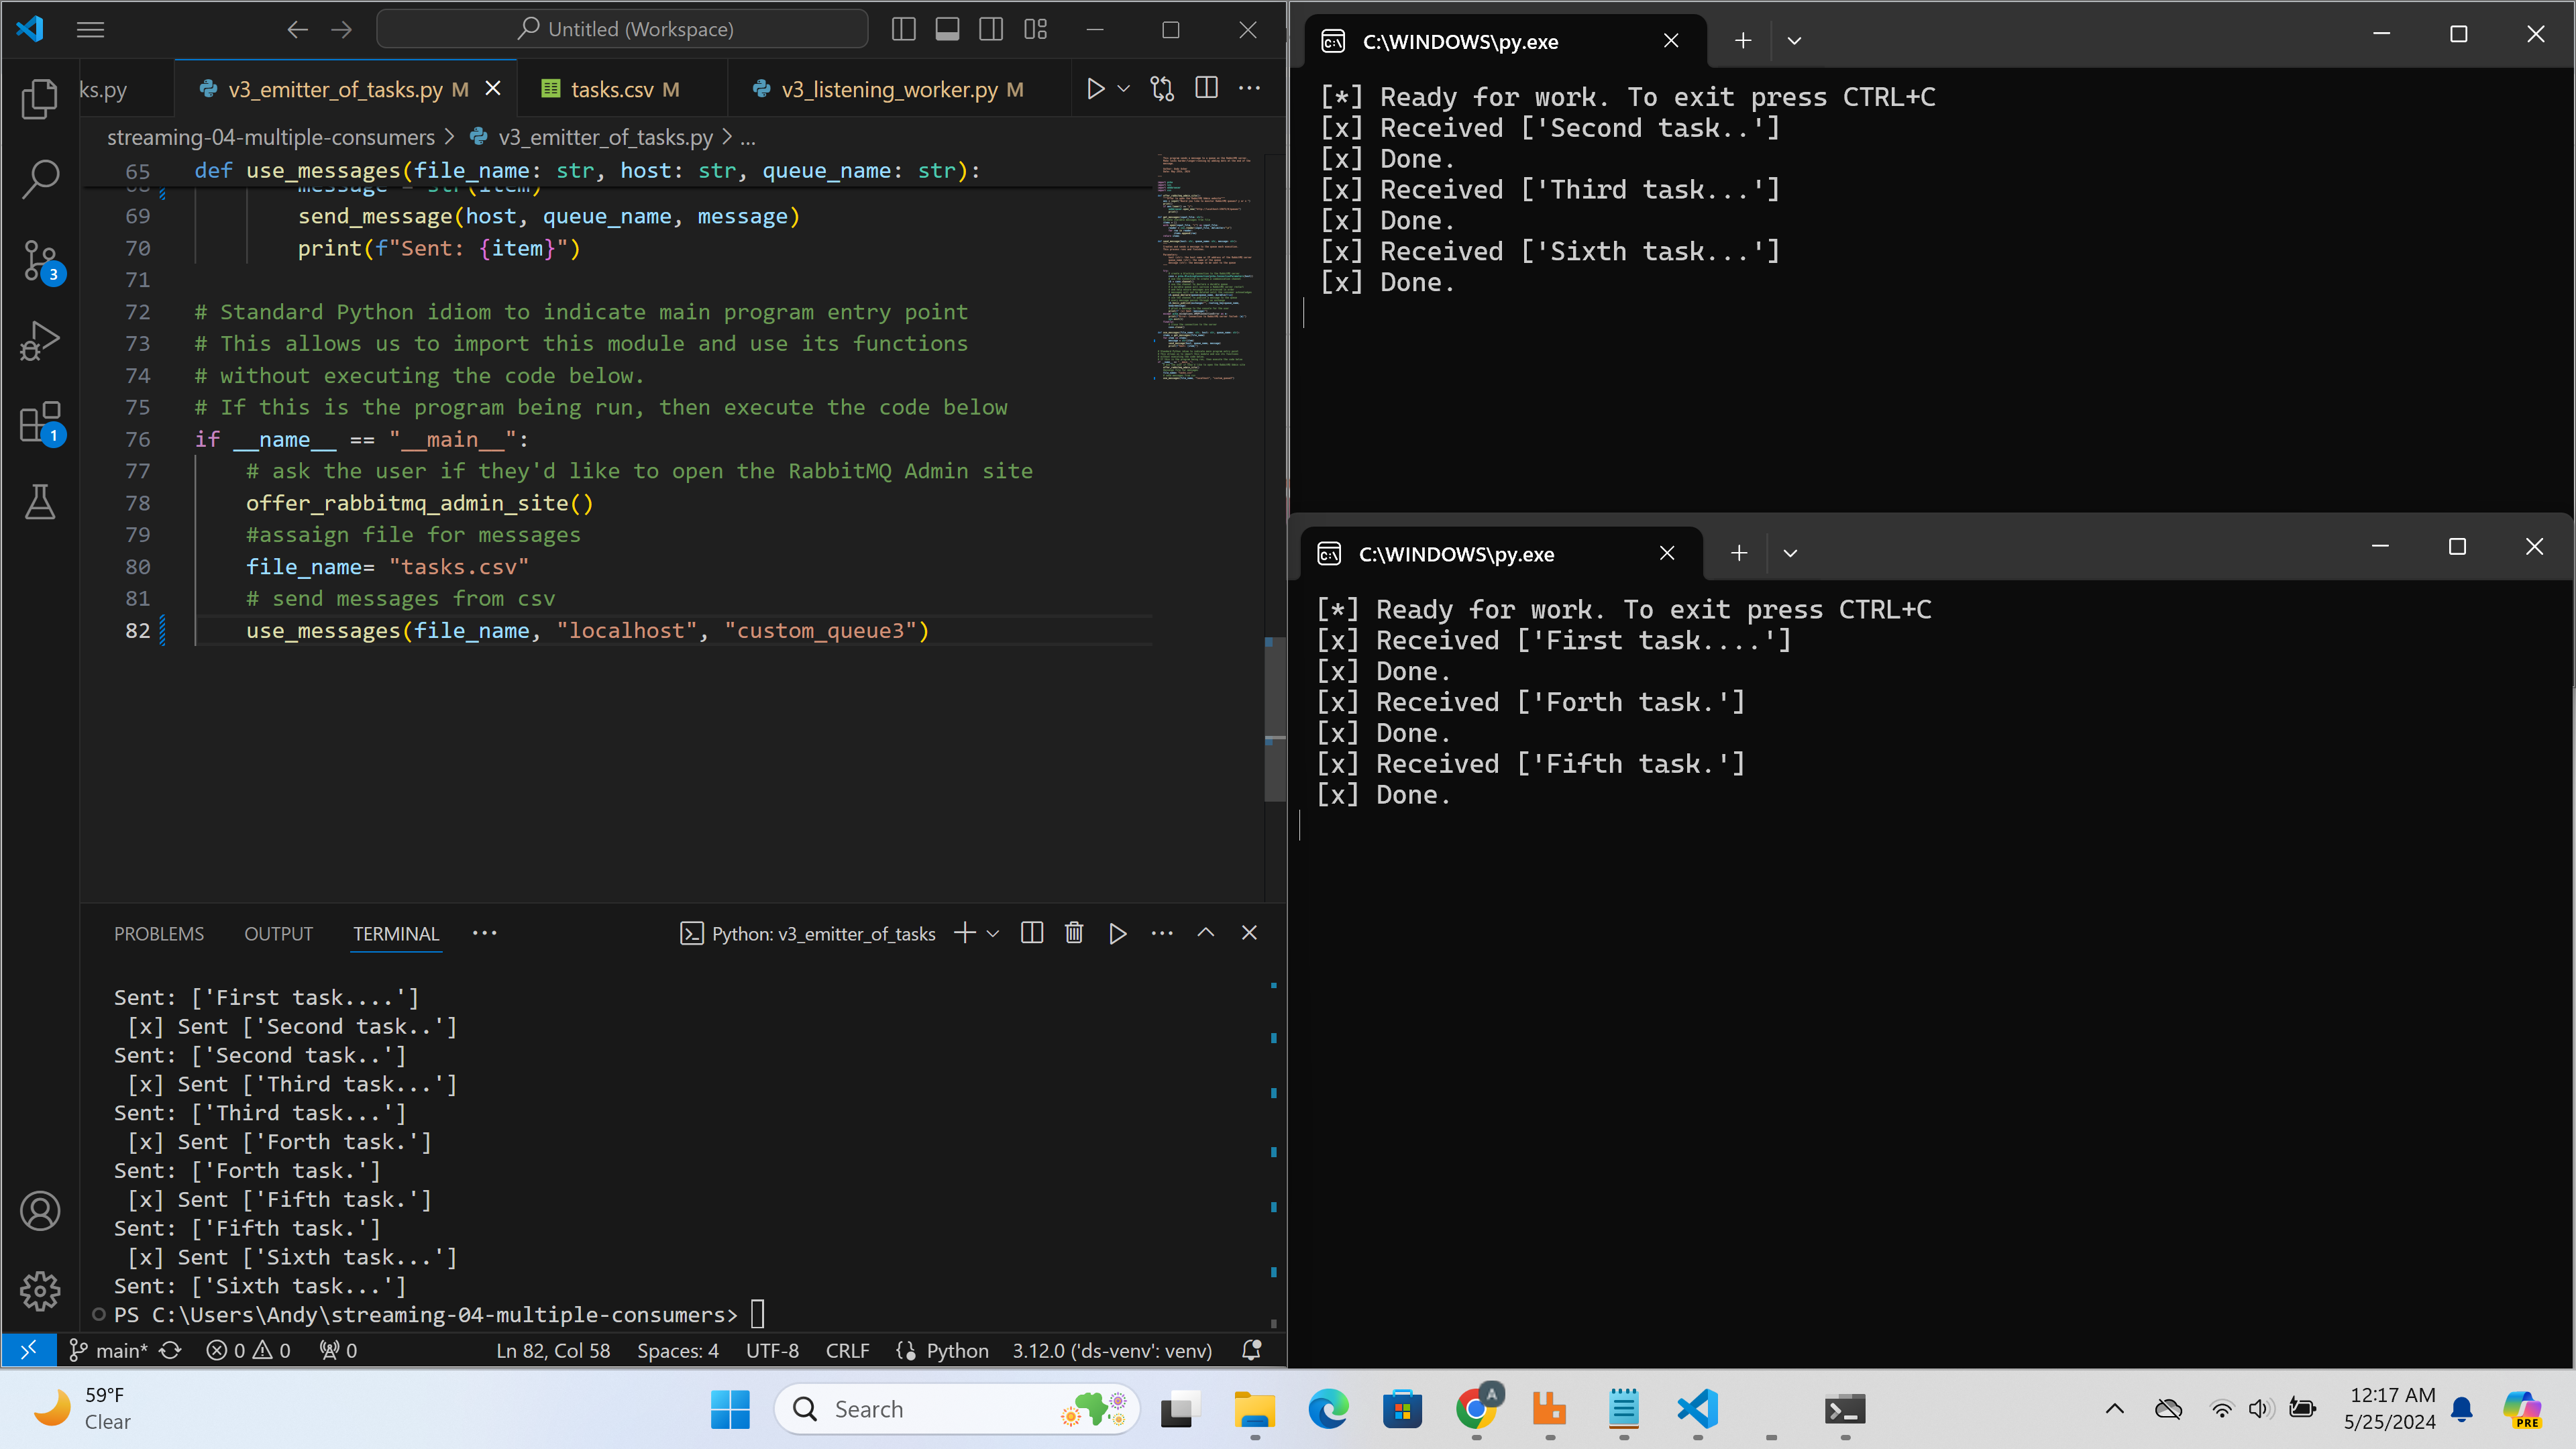 Untitled (Workspace)
ks.py
v3_emitter_of_tasks.py M
tasks.csv M
v3_listening_worker.py M
streaming-04-multiple-consumers > v3_emitter_of_tasks.py > ...
65 def use_messages(file_name: str, host: str, queue_name: str):
68 message = str(item)
69 send_message(host, queue_name, message)
70 print(f"Sent: {item}")
71
72 # Standard Python idiom to indicate main program entry point
73 # This allows us to import this module and use its functions
74 # without executing the code below.
75 # If this is the program being run, then execute the code below
76 if __name__ == "__main__":
77 # ask the user if they'd like to open the RabbitMQ Admin site
78 offer_rabbitmq_admin_site()
79 #assaign file for messages
80 file_name= "tasks.csv"
81 # send messages from csv
82 use_messages(file_name, "localhost", "custom_queue3")
3
1
PROBLEMS OUTPUT TERMINAL ...
Python: v3_emitter_of_tasks
Sent: ['First task....']
[x] Sent ['Second task..']
Sent: ['Second task..']
[x] Sent ['Third task...']
Sent: ['Third task...']
[x] Sent ['Forth task.']
Sent: ['Forth task.']
[x] Sent ['Fifth task.']
Sent: ['Fifth task.']
[x] Sent ['Sixth task...']
Sent: ['Sixth task...']
PS C:\Users\Andy\streaming-04-multiple-consumers>
main* 0 0 0 Ln 82, Col 58 Spaces: 4 UTF-8 CRLF Python 3.12.0 ('ds-venv': venv)
C:\WINDOWS\py.exe
[*] Ready for work. To exit press CTRL+C
[x] Received ['Second task..']
[x] Done.
[x] Received ['Third task...']
[x] Done.
[x] Received ['Sixth task...']
[x] Done.
C:\WINDOWS\py.exe
[*] Ready for work. To exit press CTRL+C
[x] Received ['First task....']
[x] Done.
[x] Received ['Forth task.']
[x] Done.
[x] Received ['Fifth task.']
[x] Done.
59°F
Clear
Search
A
12:17 AM
5/25/2024
PRE